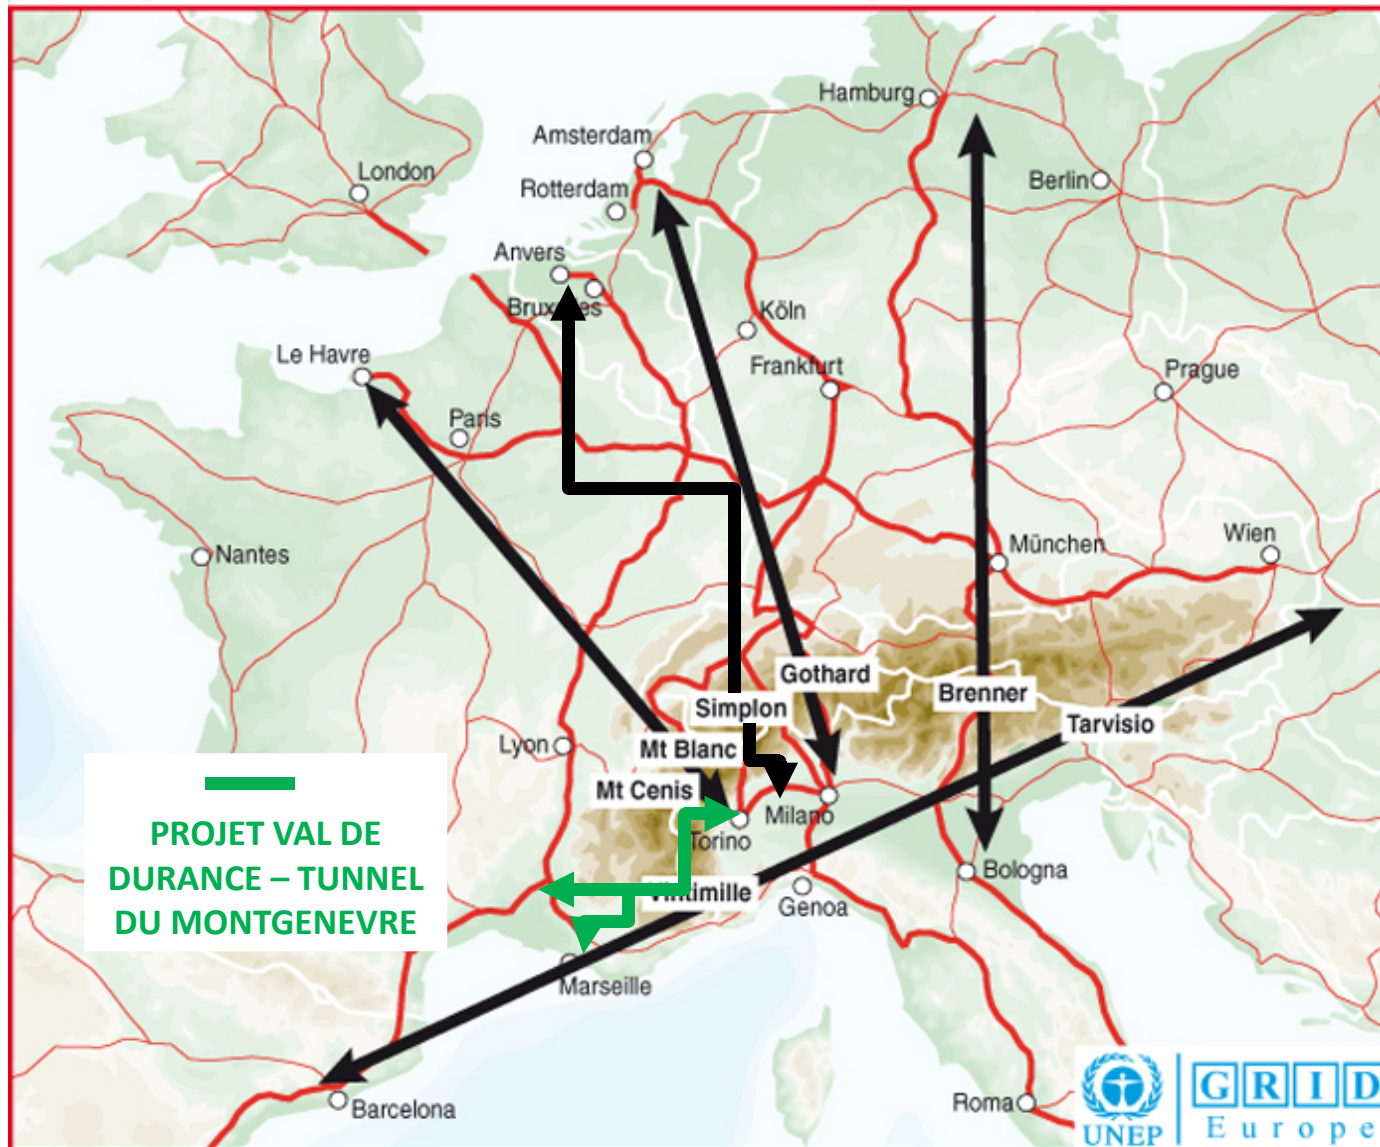 Hamburg
Amsterdam
Berlin
London
Rotterdam
Anvers
Bruxelles
Köln
Le Havre
Frankfurt
Prague
Paris
Nantes
München
Wien
Gothard
Brenner
Simplon
Tarvisio
Lyon
Mt Blanc
Mt Cenis
Milano
Torino
PROJET VAL DE
DURANCE – TUNNEL
DU MONTGENEVRE
Vintimille
Bologna
Genoa
Marseille
Barcelona
Roma
UNEP
GRID
Europe